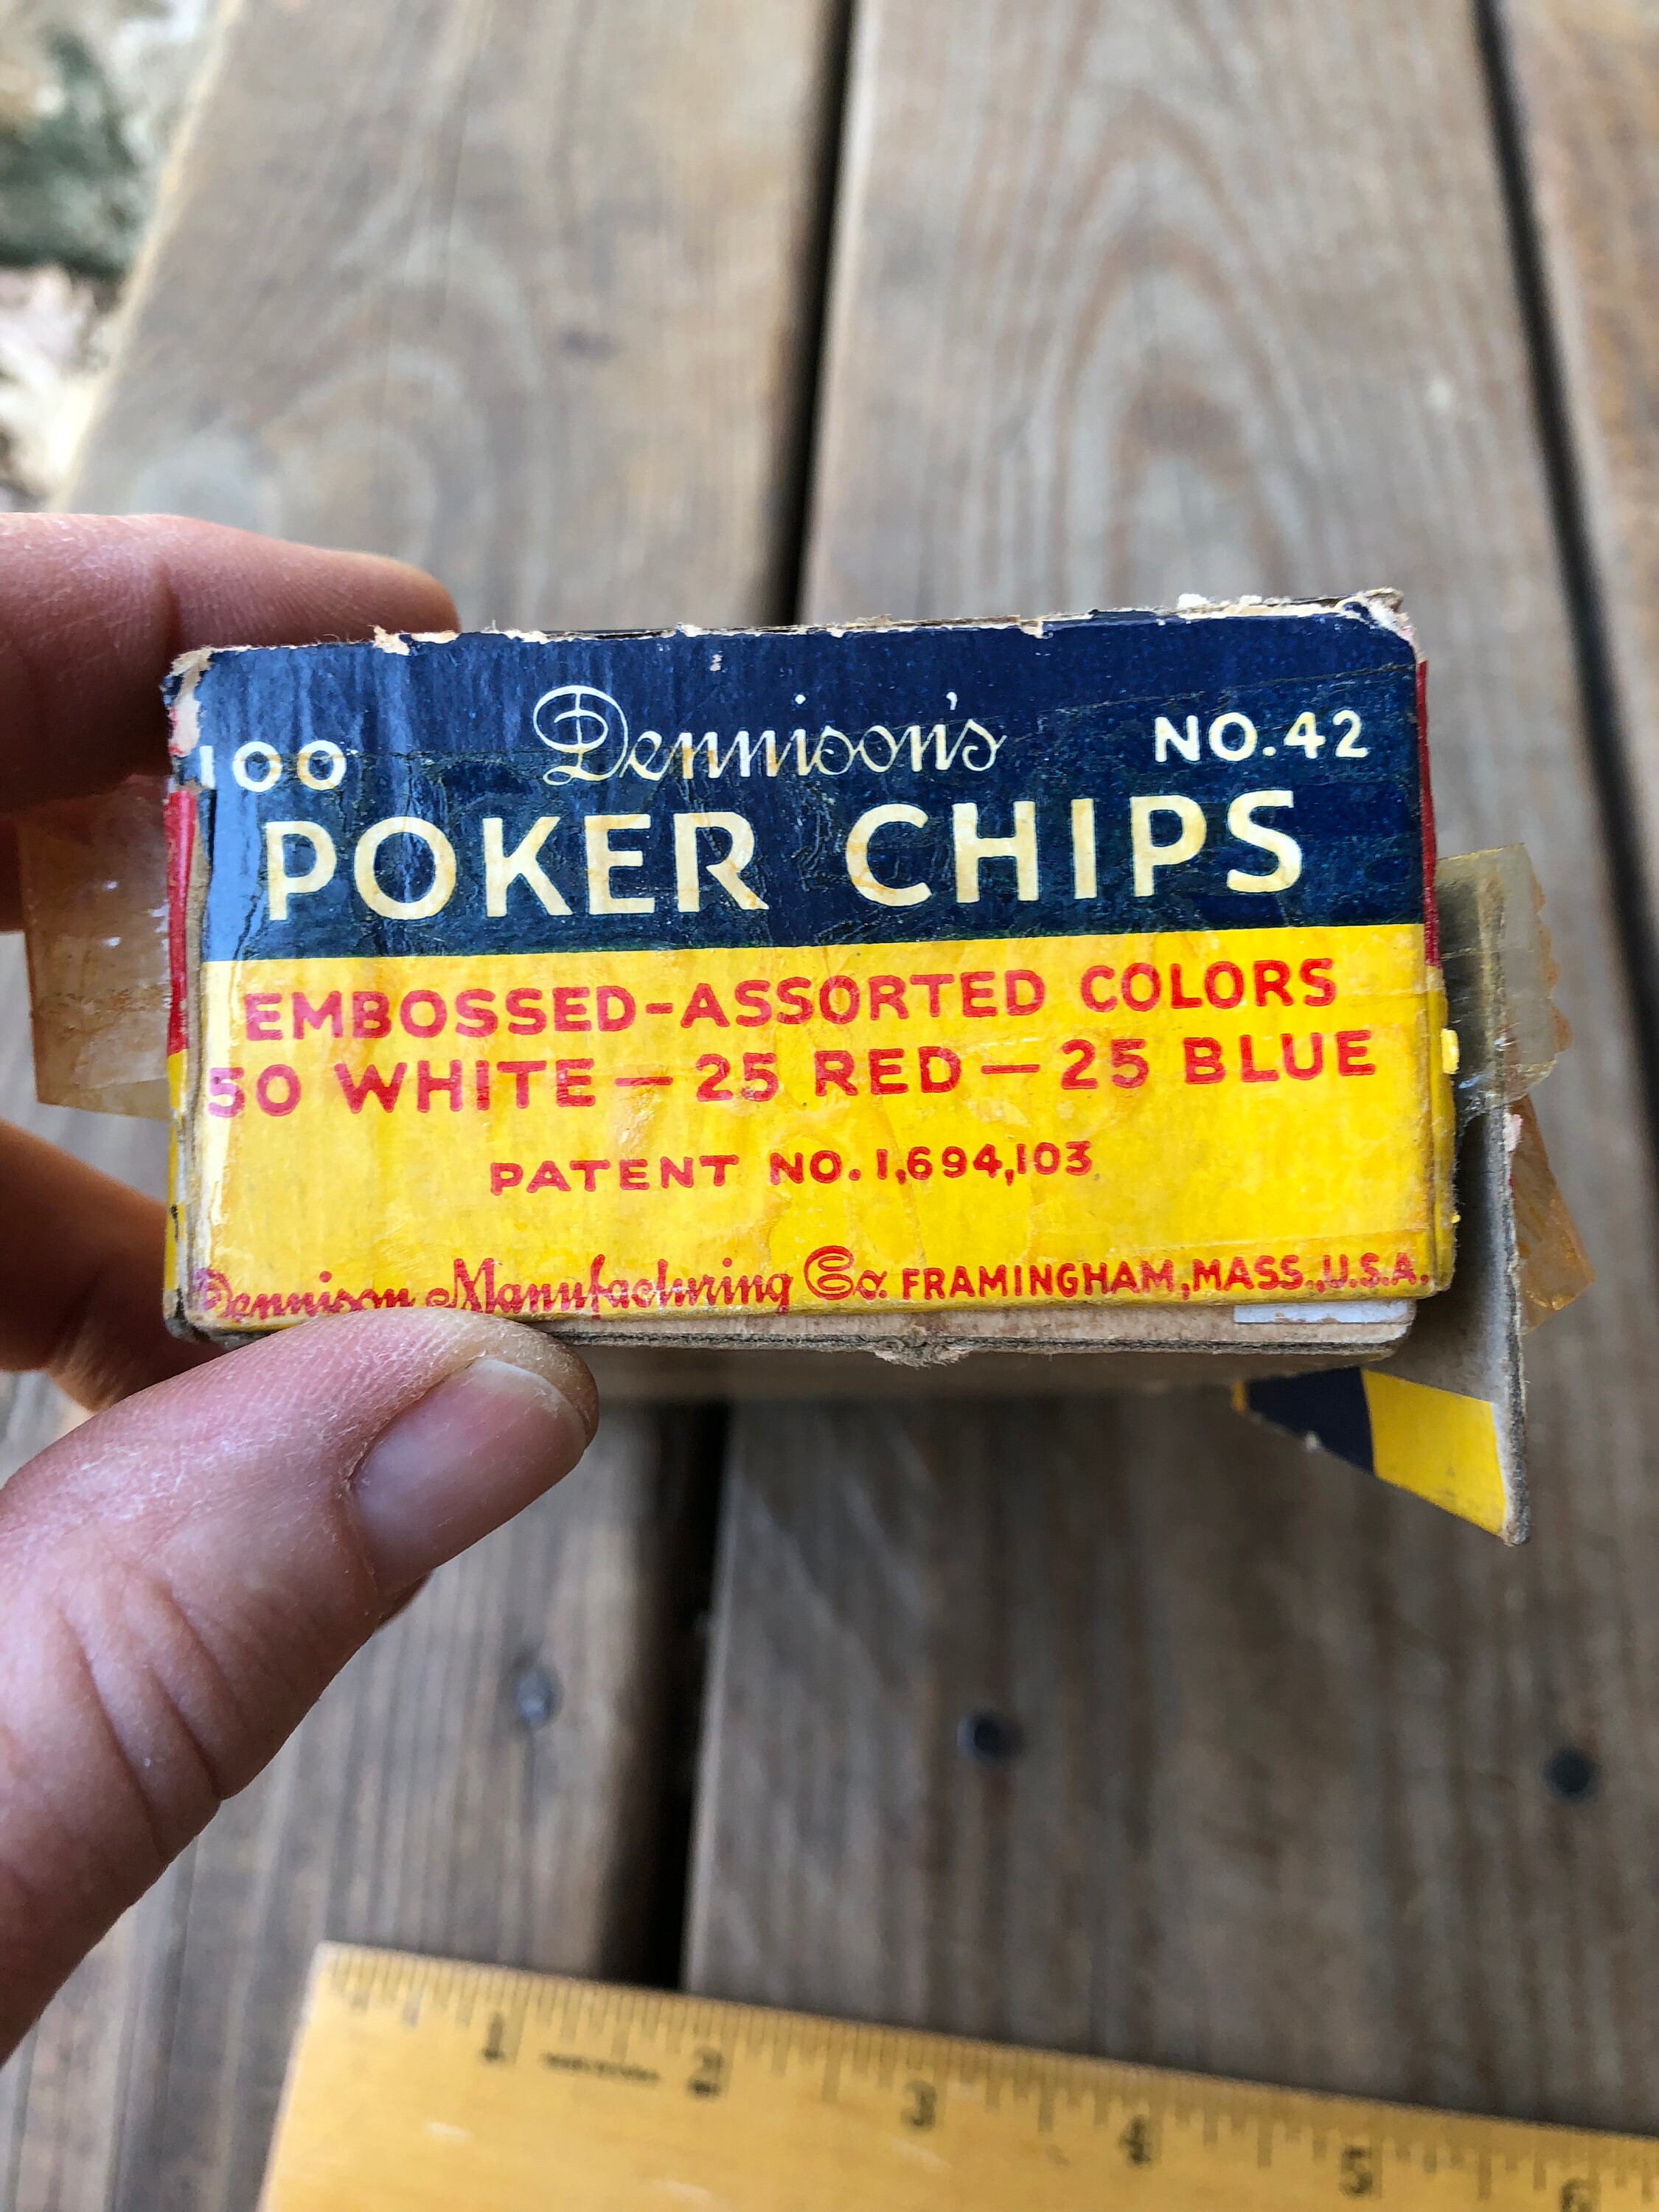 Dennison's
100 NO. 42
POKER CHIPS
EMBOSSED-ASSORTED COLORS
50 WHITE — 25 RED — 25 BLUE
PATENT NO. 1,694,103
Dennison Manufacturing Co. FRAMINGHAM, MASS., U.S.A.
1 2 3 4 5 6